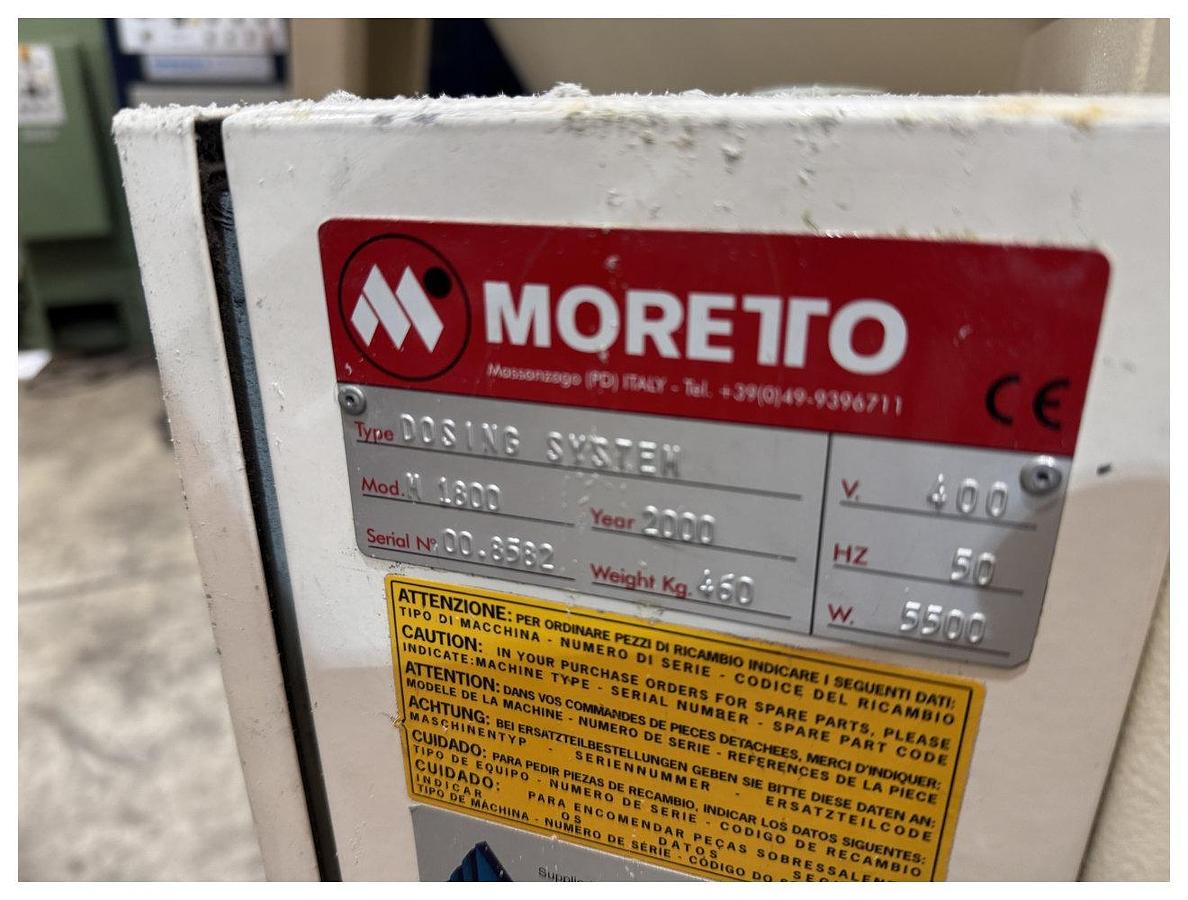 MORETTO
Massanzago (PD) ITALY - Tel. +39(0)49-9396711
CE
Type DOSING SYSTEM
Mod. M 1800
Year 2000
Serial N° 00.8582
Weight Kg. 460
V. 400
HZ 50
W. 5500
ATTENZIONE: PER ORDINARE PEZZI DI RICAMBIO INDICARE I SEGUENTI DATI:
TIPO DI MACCHINA - NUMERO DI SERIE - CODICE DEL RICAMBIO
CAUTION: IN YOUR PURCHASE ORDERS FOR SPARE PARTS, PLEASE
INDICATE: MACHINE TYPE - SERIAL NUMBER - SPARE PART CODE
ATTENTION: DANS VOS COMMANDES DE PIECES DETACHEES, MERCI D'INDIQUER:
MODELE DE LA MACHINE - NUMERO DE SERIE - REFERENCES DE LA PIECE
ACHTUNG: BEI ERSATZTEILBESTELLUNGEN GEBEN SIE BITTE DIESE DATEN AN:
MASCHINENTYP - SERIENNUMMER - ERSATZTEILCODE
CUIDADO: PARA PEDIR PIEZAS DE RECAMBIO, INDICAR LOS DATOS SIGUENTES:
TIPO DE EQUIPO - NUMERO DE SERIE - CODIGO DE RECAMBIO
CUIDADO: PARA ENCOMENDAR PEÇAS SOBRESSALEN
INDICAR OS DATOS
TIPO DE MÁCHINA - NUMERO DE SÉRIE - CÓDIGO DO